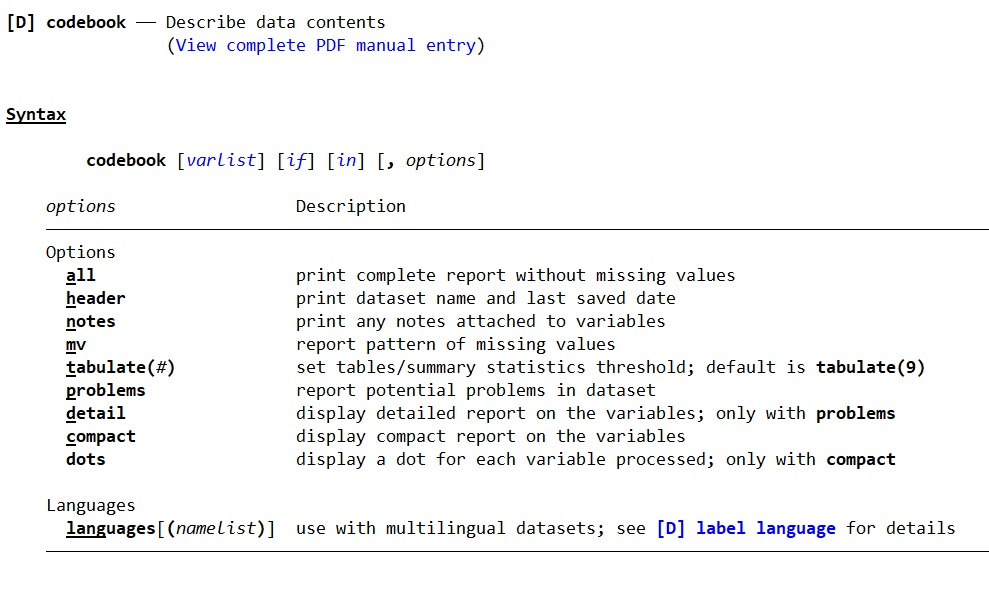 [D] codebook — Describe data contents
(View complete PDF manual entry)
Syntax
codebook [varlist] [if] [in] [, options]
options Description
Options
all print complete report without missing values
header print dataset name and last saved date
notes print any notes attached to variables
mv report pattern of missing values
tabulate(#) set tables/summary statistics threshold; default is tabulate(9)
problems report potential problems in dataset
detail display detailed report on the variables; only with problems
compact display compact report on the variables
dots display a dot for each variable processed; only with compact
Languages
languages[(namelist)] use with multilingual datasets; see [D] label language for details